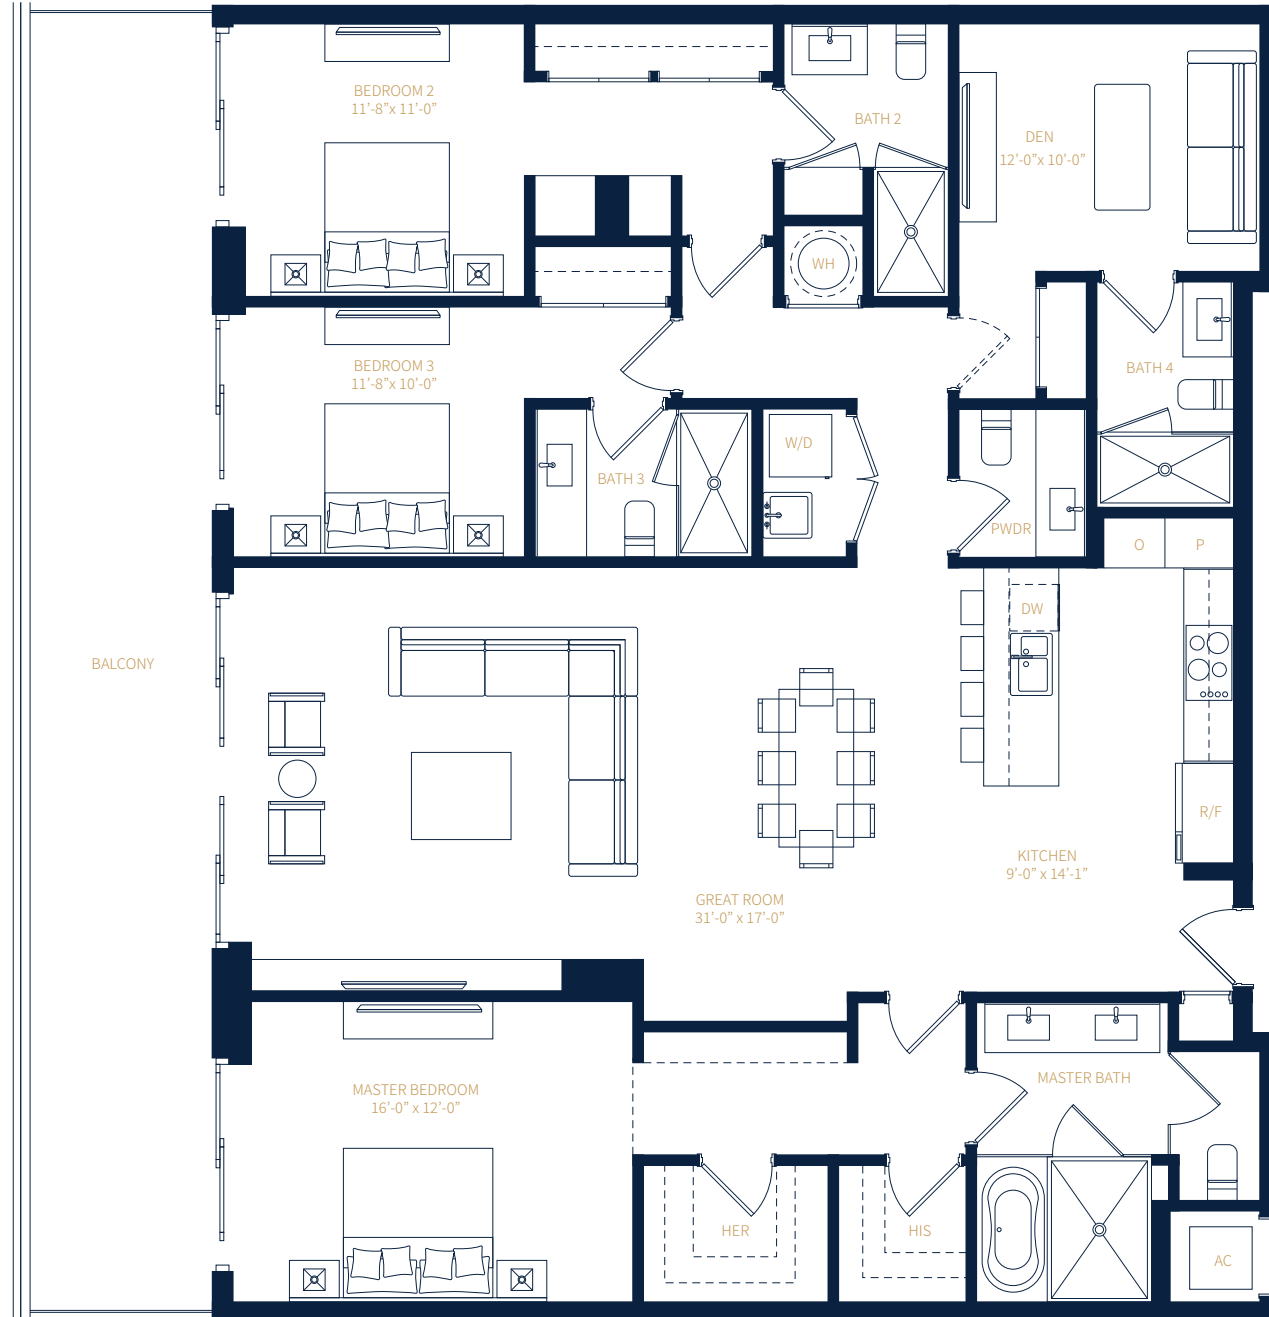 BEDROOM 2
11'-8"x 11'-0"
BATH 2
DEN
12'-0"x 10'-0"
WH
BEDROOM 3
11'-8"x 10'-0"
BATH 4
W/D
BATH 3
PWDR
O
P
DW
BALCONY
R/F
KITCHEN
9'-0" x 14'-1"
GREAT ROOM
31'-0" x 17'-0"
MASTER BEDROOM
16'-0" x 12'-0"
MASTER BATH
HER
HIS
AC